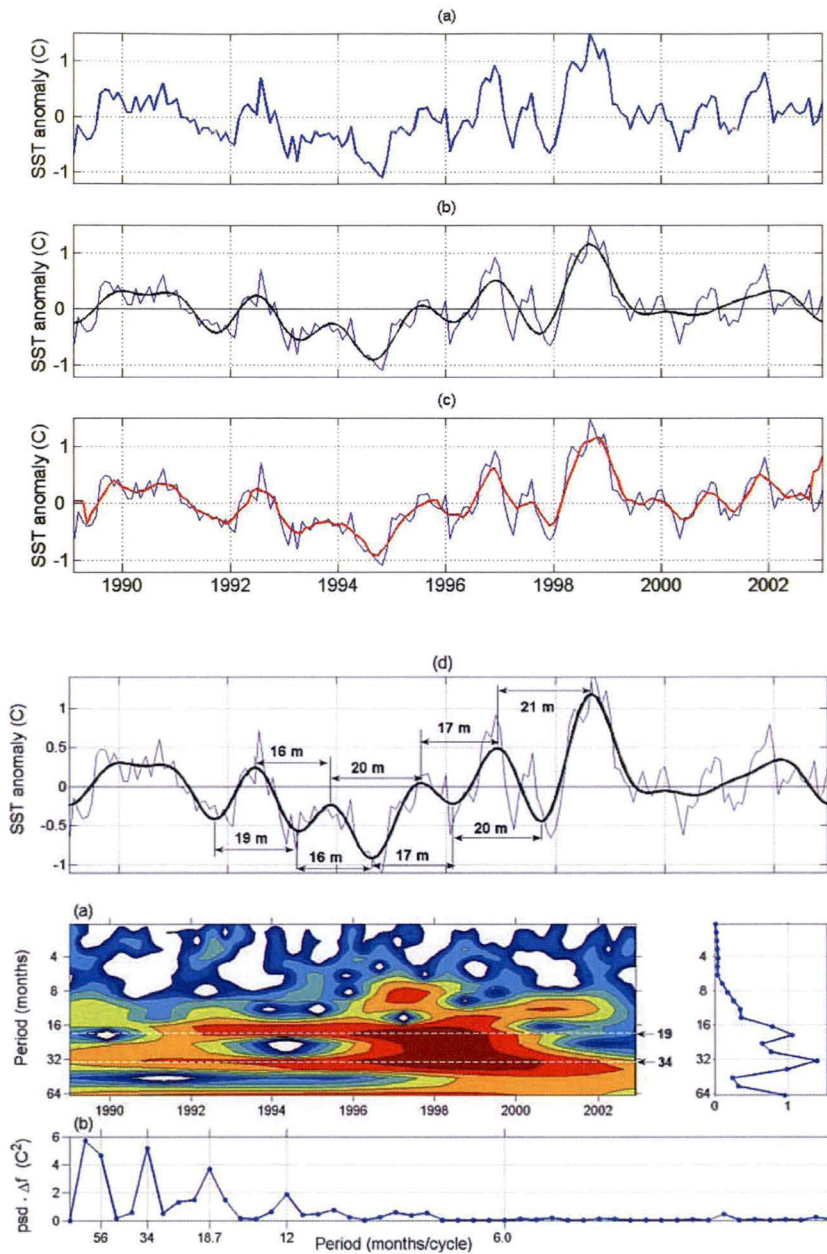 (a)
SST anomaly (C)
1
0
-1
(b)
SST anomaly (C)
1
0
-1
(c)
SST anomaly (C)
1
0
-1
1990 1992 1994 1996 1998 2000 2002
(d)
SST anomaly (C)
1
0.5
0
-0.5
-1
21 m
17 m
16 m
20 m
19 m
20 m
16 m
17 m
(a)
Period (months)
4
8
16
32
64
19
34
1990 1992 1994 1996 1998 2000 2002
4
8
16
32
64
0 1
(b)
psd · Δf (C²)
6
4
2
0
56 34 18.7 12 6.0
Period (months/cycle)